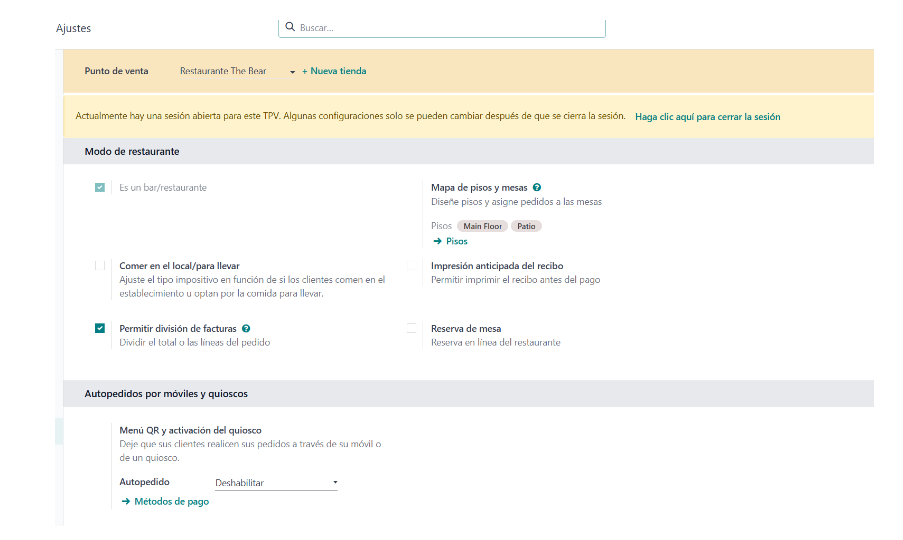 Ajustes
Buscar...
Punto de venta
Restaurante The Bear
+ Nueva tienda
Actualmente hay una sesión abierta para este TPV. Algunas configuraciones solo se pueden cambiar después de que se cierra la sesión. Haga clic aquí para cerrar la sesión
Modo de restaurante
Es un bar/restaurante
Mapa de pisos y mesas
Diseñe pisos y asigne pedidos a las mesas
Pisos Main Floor Patio
Pisos
Comer en el local/para llevar
Ajuste el tipo impositivo en función de si los clientes comen en el
establecimiento u optan por la comida para llevar.
Impresión anticipada del recibo
Permitir imprimir el recibo antes del pago
Permitir división de facturas
Dividir el total o las líneas del pedido
Reserva de mesa
Reserva en línea del restaurante
Autopedidos por móviles y quioscos
Menú QR y activación del quiosco
Deje que sus clientes realicen sus pedidos a través de su móvil o
de un quiosco.
Autopedido Deshabilitar
Métodos de pago